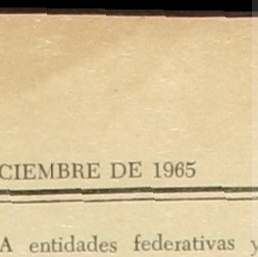 CIEMBRE DE 1965
A entidades federativas y